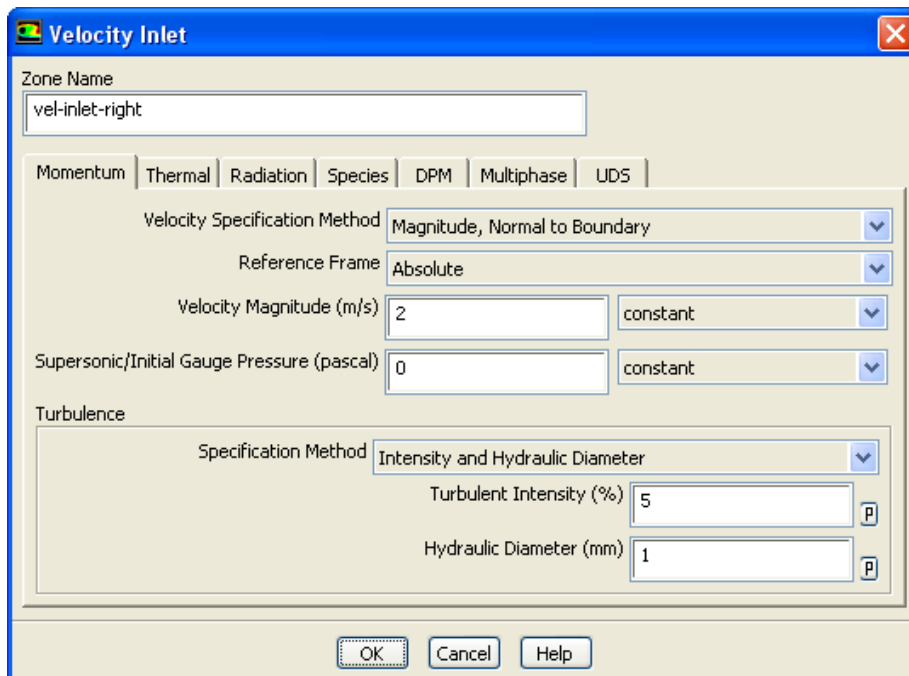 Velocity Inlet
Zone Name
vel-inlet-right
Momentum Thermal Radiation Species DPM Multiphase UDS
Velocity Specification Method Magnitude, Normal to Boundary
Reference Frame Absolute
Velocity Magnitude (m/s) 2 constant
Supersonic/Initial Gauge Pressure (pascal) 0 constant
Turbulence
Specification Method Intensity and Hydraulic Diameter
Turbulent Intensity (%) 5 P
Hydraulic Diameter (mm) 1 P
OK Cancel Help